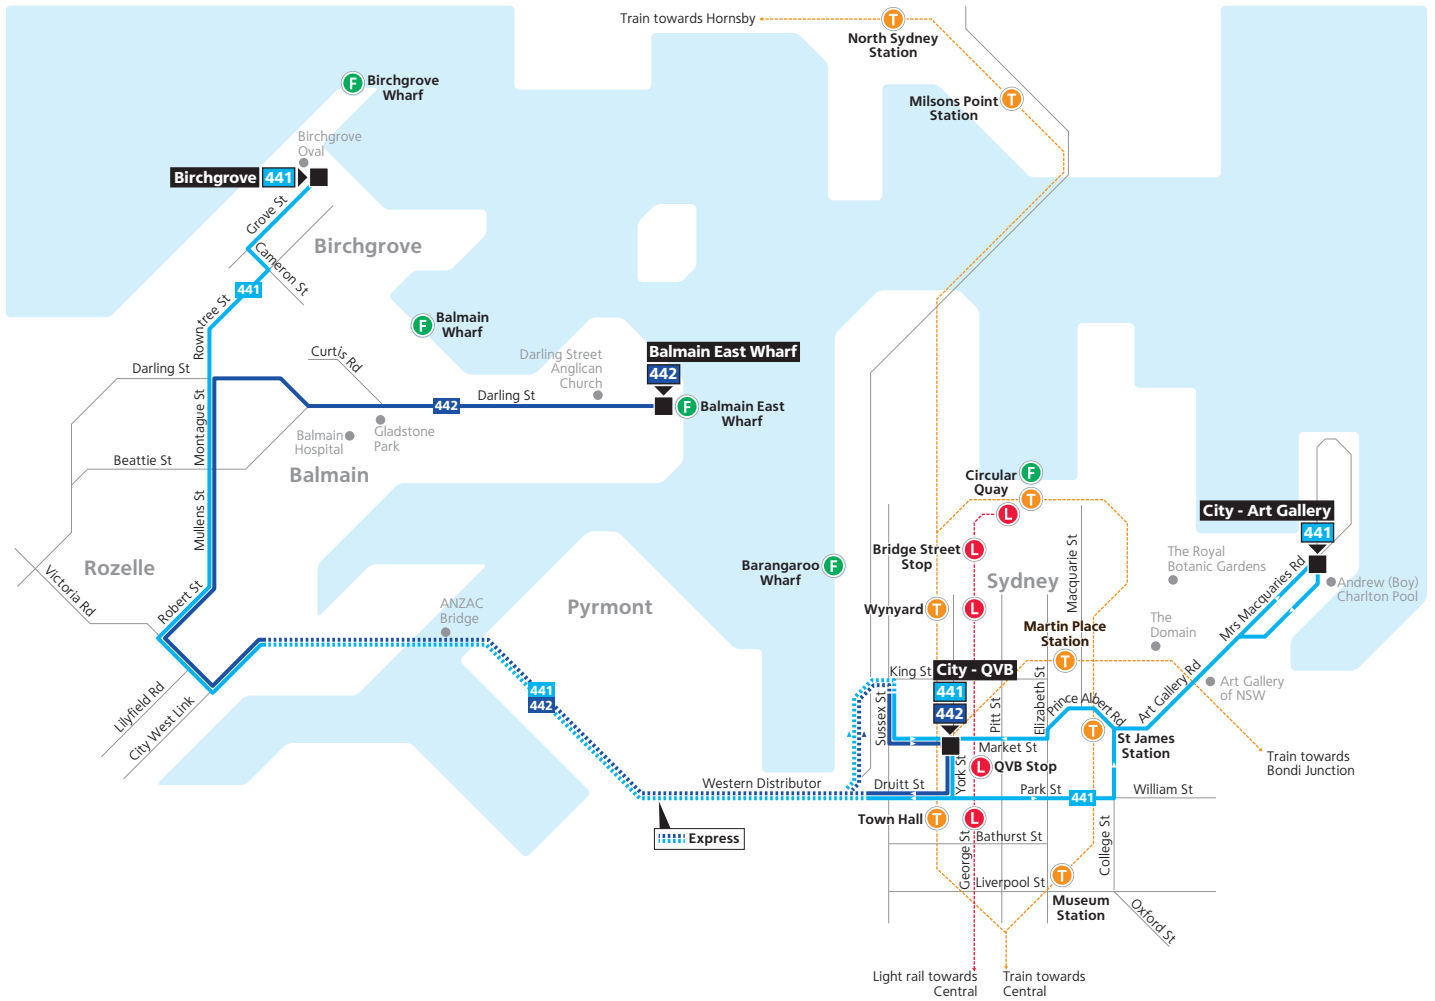 Train towards Hornsby
T
North Sydney
Station
F
Birchgrove
Wharf
Milsons Point
Station
T
Birchgrove
Oval
Birchgrove
441
Grove St
Birchgrove
Cameron St
441
Rowntree St
F
Balmain
Wharf
Curtis Rd
Darling Street
Anglican
Church
Balmain East Wharf
442
Darling St
Darling St
442
F
Balmain East
Wharf
Montague St
Balmain
Hospital
Gladstone
Park
Beattie St
Balmain
Mullens St
Circular
Quay
F
T
L
City - Art Gallery
441
Rozelle
Victoria Rd
Robert St
Bridge Street
Stop
L
Macquarie St
The Royal
Botanic Gardens
Mrs Macquaries Rd
Andrew (Boy)
Charlton Pool
Barangaroo
Wharf
F
Sydney
ANZAC
Bridge
Pyrmont
Wynyard
T
L
Martin Place
Station
T
The
Domain
King St
City - QVB
441
442
Sussex St
Pitt St
Elizabeth St
Prince Albert Rd
Art Gallery Rd
Art Gallery
of NSW
441
442
Lilyfield Rd
City West Link
Market St
T
St James
Station
York St
L
QVB Stop
Train towards
Bondi Junction
Western Distributor
Druitt St
Park St
441
William St
Express
Town Hall
T
L
George St
Bathurst St
College St
Liverpool St
T
Museum
Station
Oxford St
Light rail towards
Central
Train towards
Central